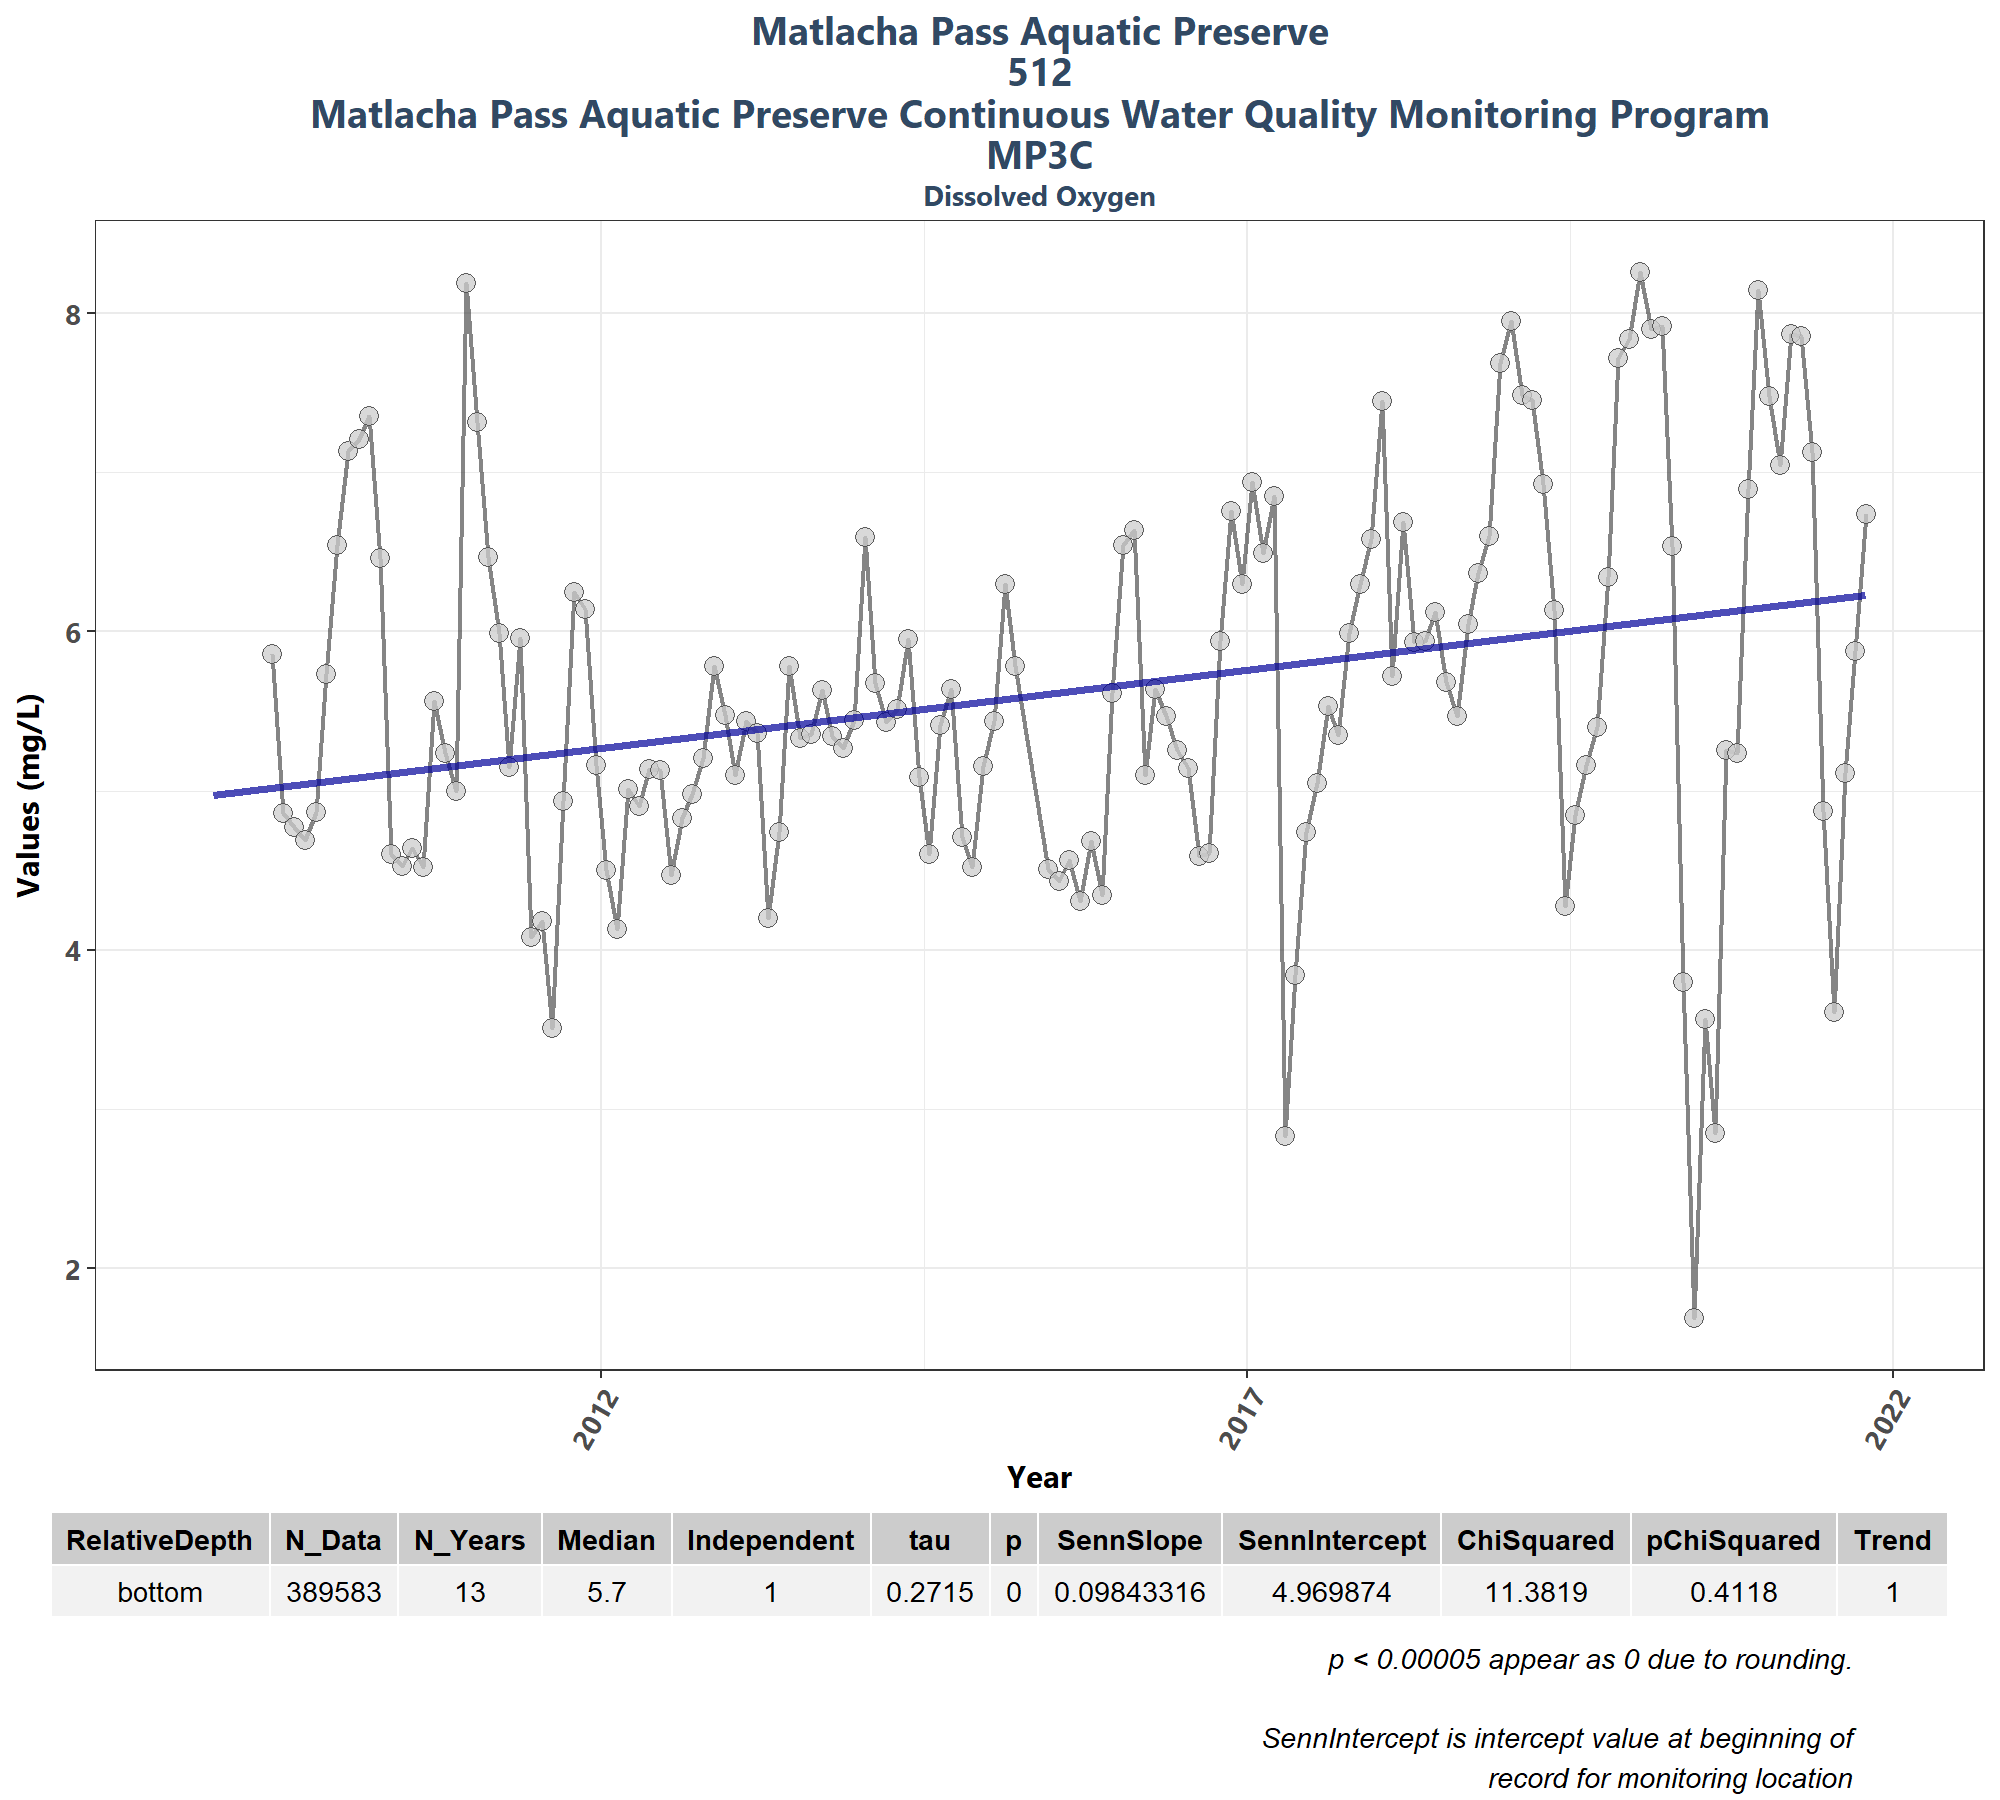 Matlacha Pass Aquatic Preserve
512
Matlacha Pass Aquatic Preserve Continuous Water Quality Monitoring Program
MP3C
Dissolved Oxygen
Values (mg/L)
8
6
4
2
2012
2017
2022
Year
RelativeDepth N_Data N_Years Median Independent tau p SennSlope SennIntercept ChiSquared pChiSquared Trend
bottom 389583 13 5.7 1 0.2715 0 0.09843316 4.969874 11.3819 0.4118 1
p < 0.00005 appear as 0 due to rounding.
SennIntercept is intercept value at beginning of
record for monitoring location